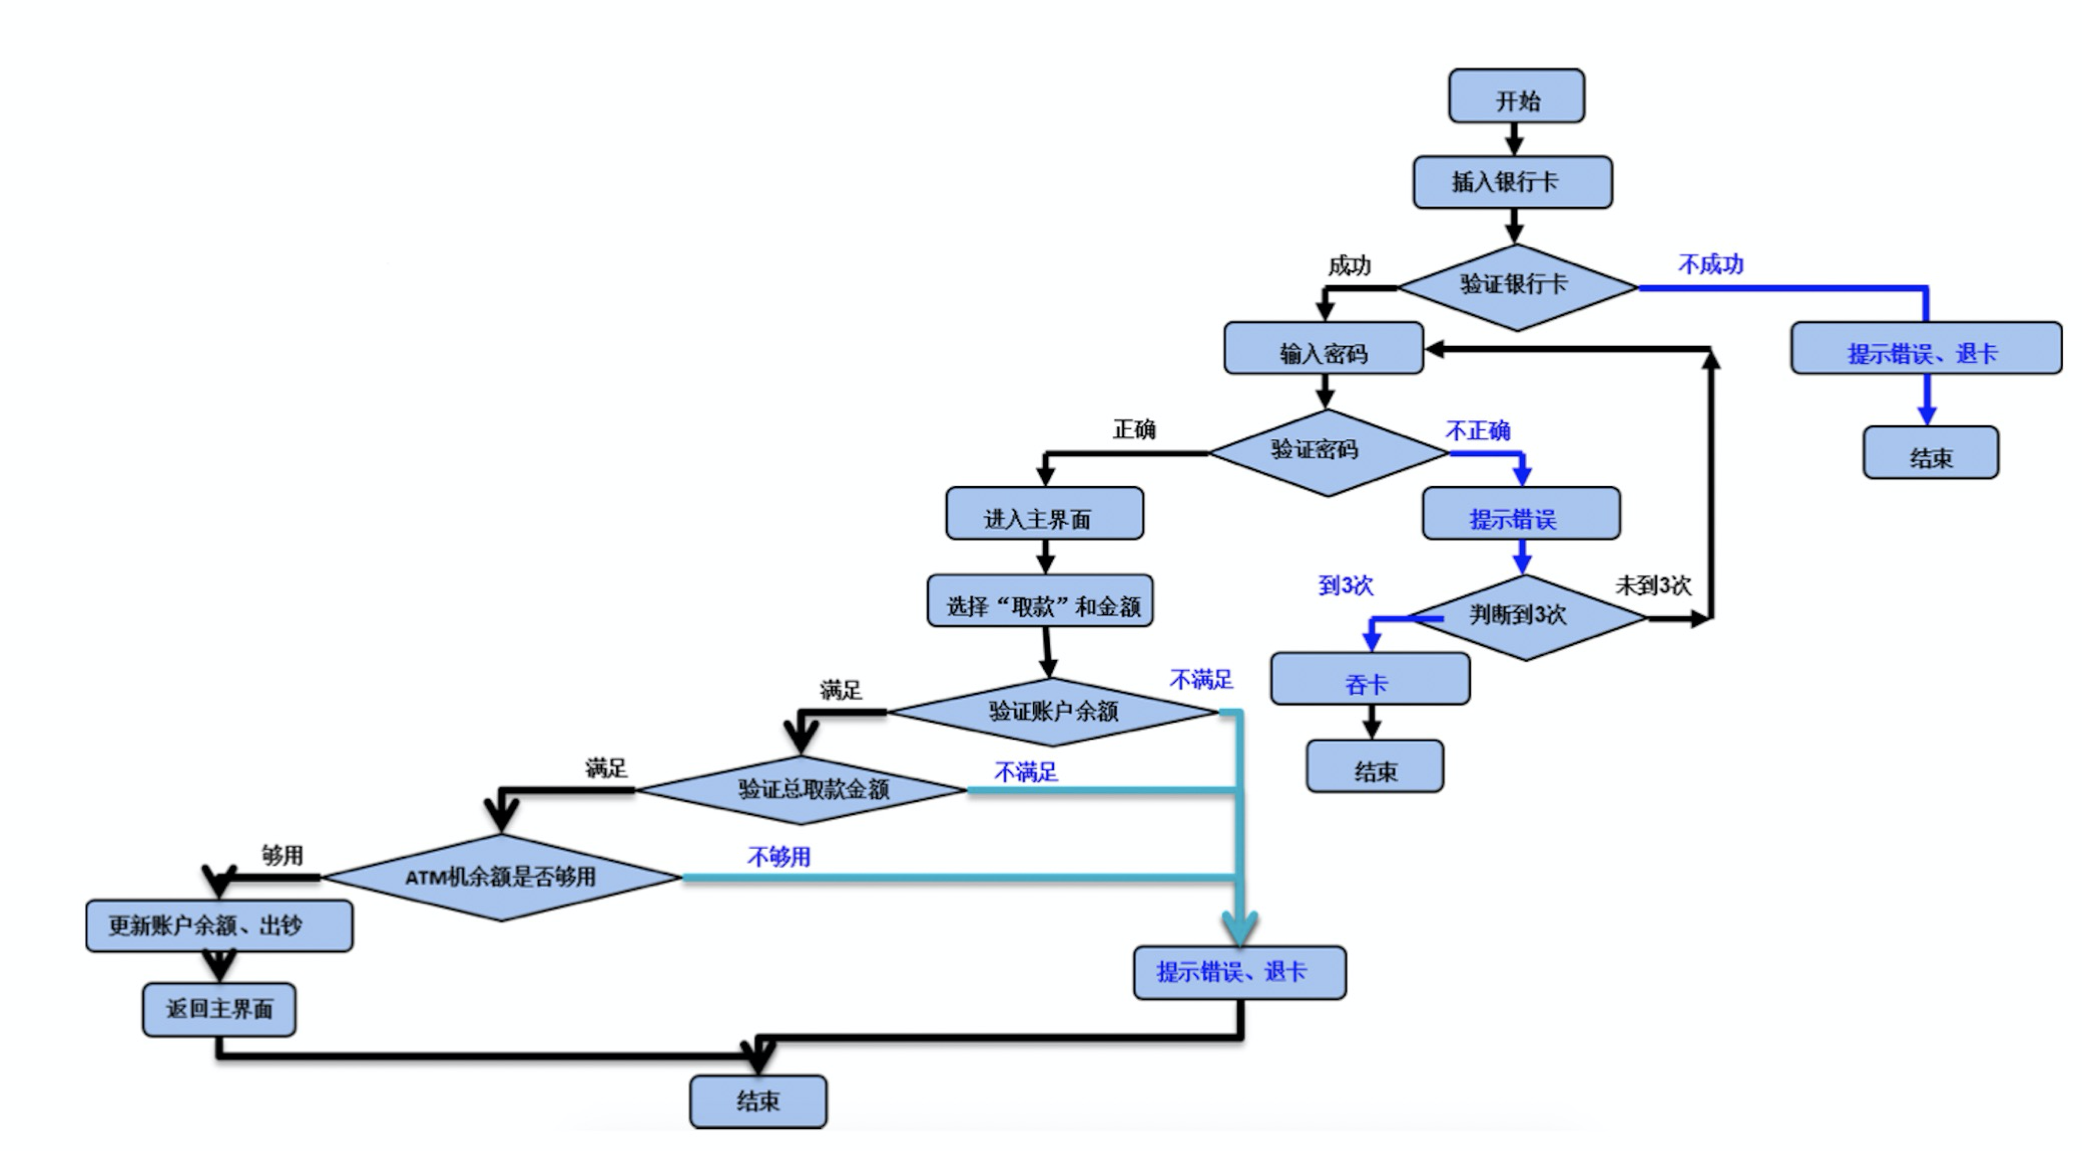 开始
插入银行卡
成功
验证银行卡
不成功
输入密码
提示错误、退卡
正确
验证密码
不正确
结束
进入主界面
提示错误
选择“取款”和金额
到3次
判断到3次
未到3次
吞卡
满足
验证账户余额
不满足
结束
满足
验证总取款金额
不满足
够用
ATM机余额是否够用
不够用
更新账户余额、出钞
提示错误、退卡
返回主界面
结束